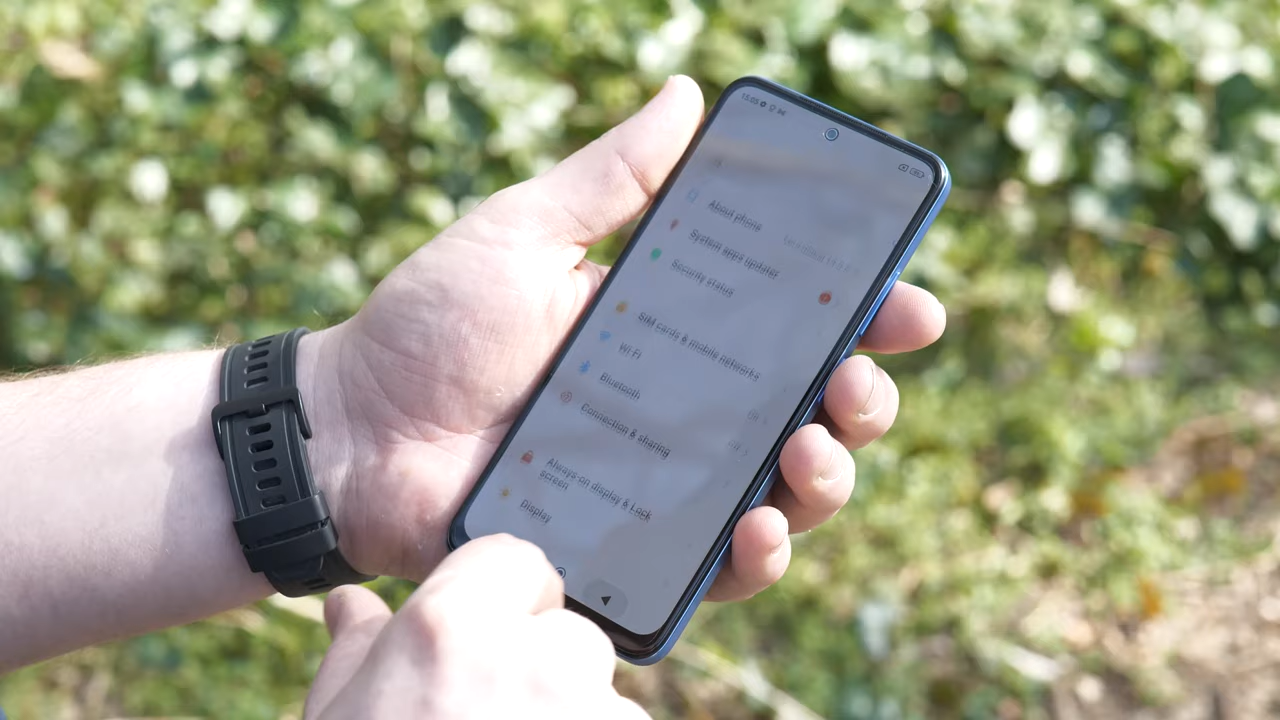 About phone
System apps updater
Security status
SIM cards & mobile networks
Wi-Fi
Bluetooth
Connection & sharing
Always-on display & Lock
screen
Display